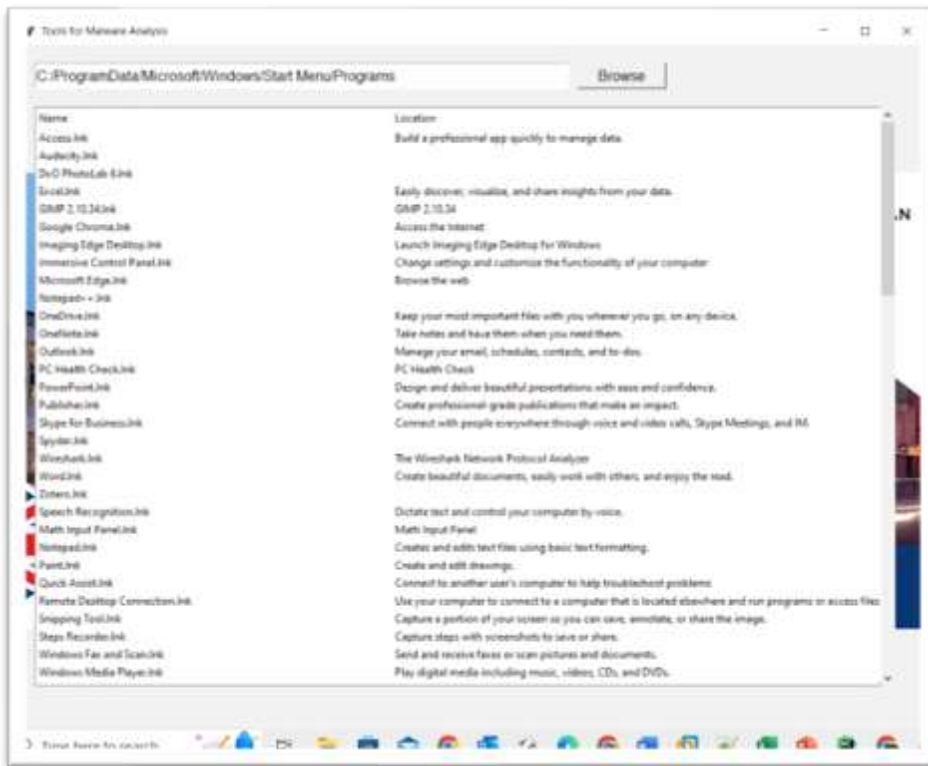 Tools for Malware Analysis
C:/ProgramData/Microsoft/Windows/Start Menu/Programs Browse
Name Location
Access.lnk Build a professional app quickly to manage data.
Audacity.lnk
DxO PhotoLab 6.lnk
Excel.lnk Easily discover, visualize, and share insights from your data.
GIMP 2.10.34.lnk GIMP 2.10.34
Google Chrome.lnk Access the Internet
Imaging Edge Desktop.lnk Launch Imaging Edge Desktop for Windows
Immersive Control Panel.lnk Change settings and customize the functionality of your computer
Microsoft Edge.lnk Browse the web
Notepad++.lnk
OneDrive.lnk Keep your most important files with you wherever you go, on any device.
OneNote.lnk Take notes and have them when you need them.
Outlook.lnk Manage your email, schedules, contacts, and to-dos.
PC Health Check.lnk PC Health Check
PowerPoint.lnk Design and deliver beautiful presentations with ease and confidence.
Publisher.lnk Create professional-grade publications that make an impact.
Skype for Business.lnk Connect with people everywhere through voice and video calls, Skype Meetings, and IM.
Spyder.lnk
Wireshark.lnk The Wireshark Network Protocol Analyzer
Word.lnk Create beautiful documents, easily work with others, and enjoy the read.
Zotero.lnk
Speech Recognition.lnk Dictate text and control your computer by voice.
Math Input Panel.lnk Math Input Panel
Notepad.lnk Creates and edits text files using basic text formatting.
Paint.lnk Create and edit drawings.
Quick Assist.lnk Connect to another user's computer to help troubleshoot problems
Remote Desktop Connection.lnk Use your computer to connect to a computer that is located elsewhere and run programs or access files
Snipping Tool.lnk Capture a portion of your screen so you can save, annotate, or share the image.
Steps Recorder.lnk Capture steps with screenshots to save or share.
Windows Fax and Scan.lnk Send and receive faxes or scan pictures and documents.
Windows Media Player.lnk Play digital media including music, videos, CDs, and DVDs.
Type here to search